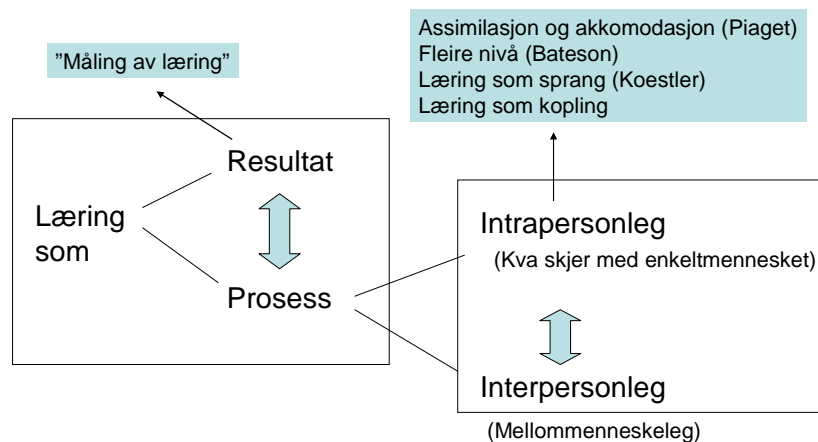 Assimilasjon og akkomodasjon (Piaget)
Fleire nivå (Bateson)
Læring som sprang (Koestler)
Læring som kopling
”Måling av læring”
Resultat
Læring
som
Prosess
Intrapersonleg
(Kva skjer med enkeltmennesket)
Interpersonleg
(Mellommenneskeleg)